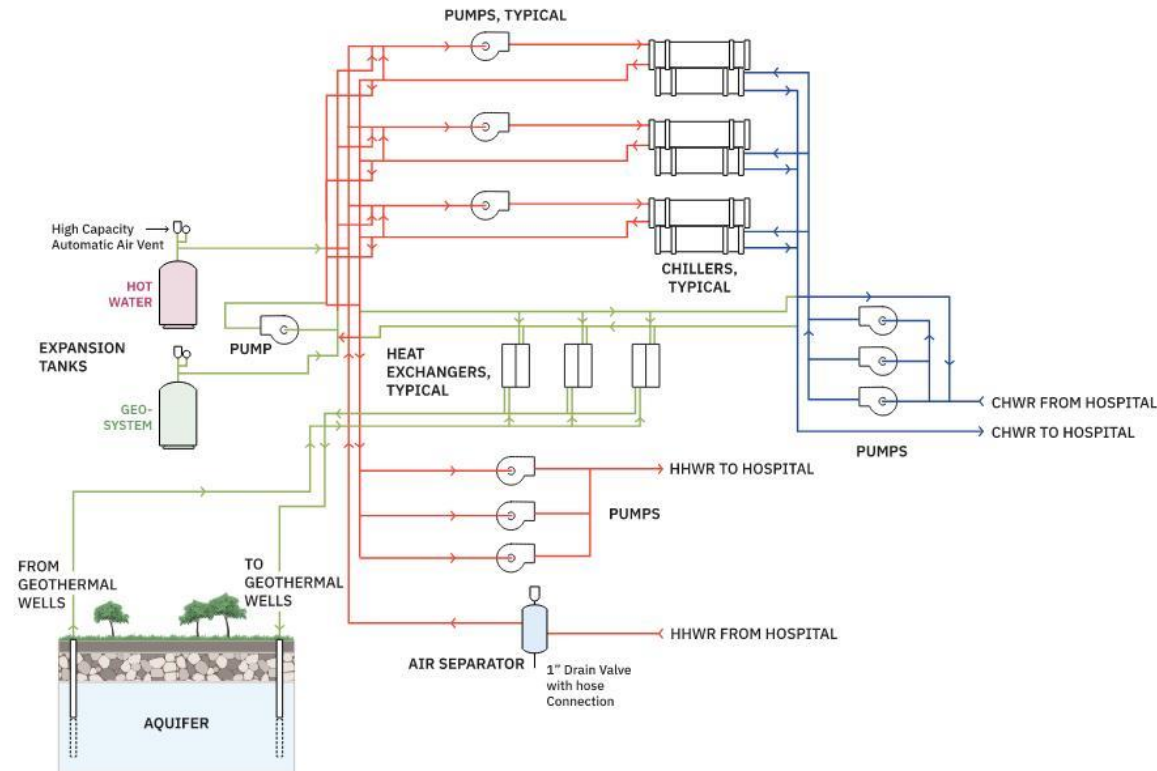 PUMPS, TYPICAL
High Capacity
Automatic Air Vent
HOT
WATER
CHILLERS,
TYPICAL
EXPANSION
TANKS
PUMP
HEAT
EXCHANGERS,
TYPICAL
GEO-
SYSTEM
CHWR FROM HOSPITAL
CHWR TO HOSPITAL
PUMPS
HHWR TO HOSPITAL
PUMPS
FROM
GEOTHERMAL
WELLS
TO
GEOTHERMAL
WELLS
HHWR FROM HOSPITAL
AIR SEPARATOR
1" Drain Valve
with hose
Connection
AQUIFER